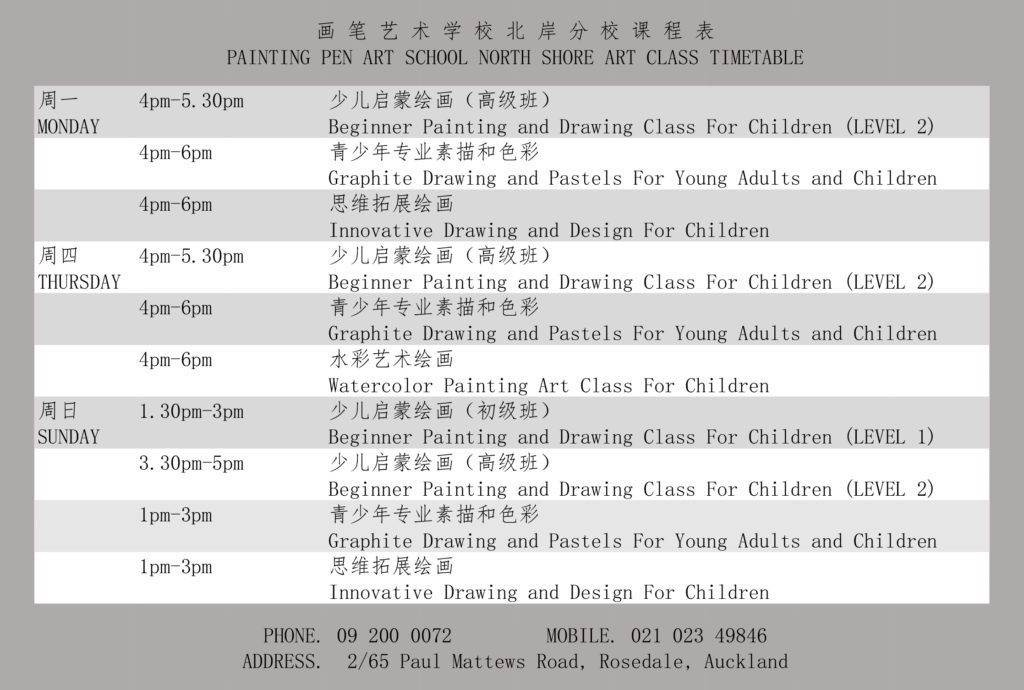 画笔艺术学校北岸分校课程表
PAINTING PEN ART SCHOOL NORTH SHORE ART CLASS TIMETABLE
周一 4pm-5.30pm 少儿启蒙绘画（高级班）
MONDAY Beginner Painting and Drawing Class For Children (LEVEL 2)
4pm-6pm 青少年专业素描和色彩
Graphite Drawing and Pastels For Young Adults and Children
4pm-6pm 思维拓展绘画
Innovative Drawing and Design For Children
周四 4pm-5.30pm 少儿启蒙绘画（高级班）
THURSDAY Beginner Painting and Drawing Class For Children (LEVEL 2)
4pm-6pm 青少年专业素描和色彩
Graphite Drawing and Pastels For Young Adults and Children
4pm-6pm 水彩艺术绘画
Watercolor Painting Art Class For Children
周日 1.30pm-3pm 少儿启蒙绘画（初级班）
SUNDAY Beginner Painting and Drawing Class For Children (LEVEL 1)
3.30pm-5pm 少儿启蒙绘画（高级班）
Beginner Painting and Drawing Class For Children (LEVEL 2)
1pm-3pm 青少年专业素描和色彩
Graphite Drawing and Pastels For Young Adults and Children
1pm-3pm 思维拓展绘画
Innovative Drawing and Design For Children
PHONE. 09 200 0072 MOBILE. 021 023 49846
ADDRESS. 2/65 Paul Mattews Road, Rosedale, Auckland